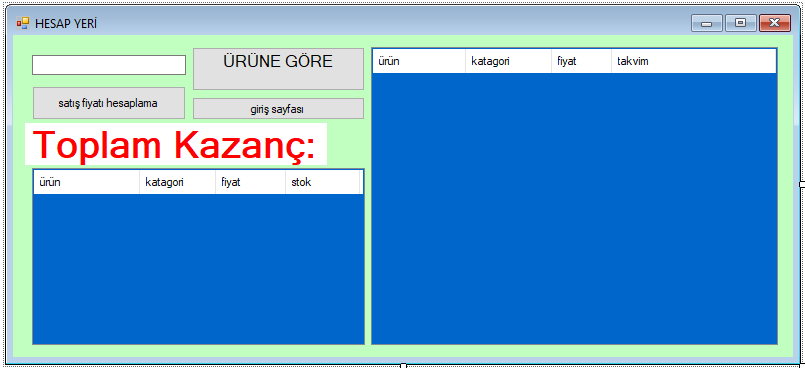 HESAP YERİ
ÜRÜNE GÖRE
satış fiyatı hesaplama
giriş sayfası
Toplam Kazanç:
ürün katagori fiyat stok
ürün katagori fiyat takvim